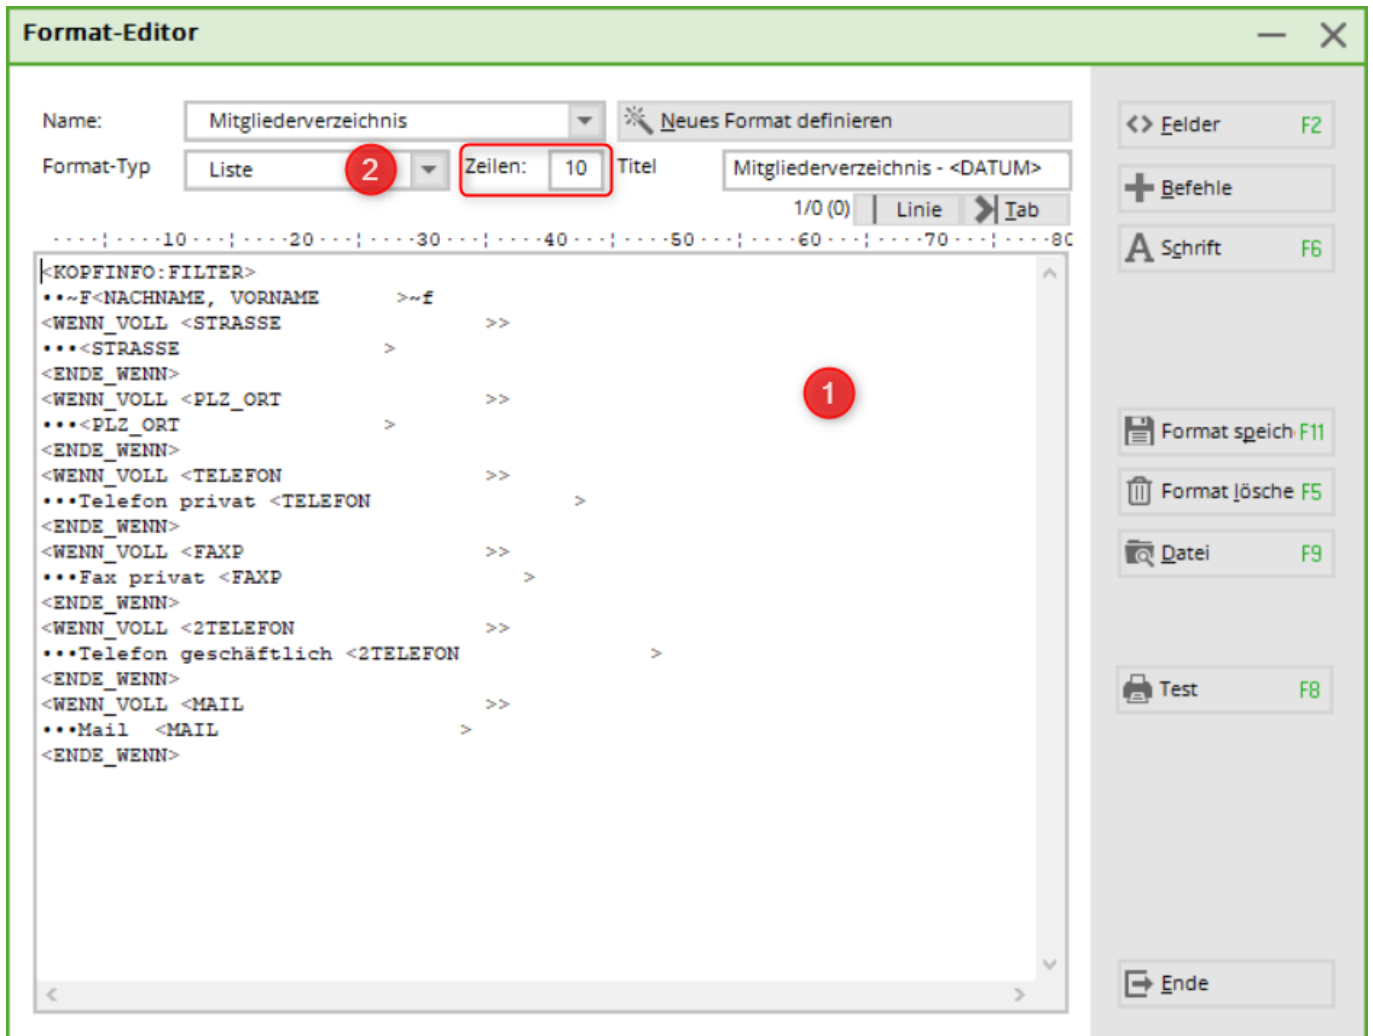 Format-Editor
Name: Mitgliederverzeichnis Neues Format definieren
Format-Typ Liste 2 Zeilen: 10 Titel Mitgliederverzeichnis - <DATUM>
1/0 (0) Linie Tab
····¦····10···¦····20···¦····30···¦····40···¦····50···¦····60···¦····70···¦····80
<KOPFINFO:FILTER>
••~F<NACHNAME, VORNAME      >~f
<WENN_VOLL <STRASSE                >>
•••<STRASSE                >
<ENDE_WENN>
<WENN_VOLL <PLZ_ORT                >>
•••<PLZ_ORT                >
<ENDE_WENN>
<WENN_VOLL <TELEFON                >>
•••Telefon privat <TELEFON                >
<ENDE_WENN>
<WENN_VOLL <FAXP                   >>
•••Fax privat <FAXP                   >
<ENDE_WENN>
<WENN_VOLL <2TELEFON               >>
•••Telefon geschäftlich <2TELEFON               >
<ENDE_WENN>
<WENN_VOLL <MAIL                   >>
•••Mail  <MAIL                   >
<ENDE_WENN>
1
Felder F2
Befehle
Schrift F6
Format speich F11
Format lösche F5
Datei F9
Test F8
Ende